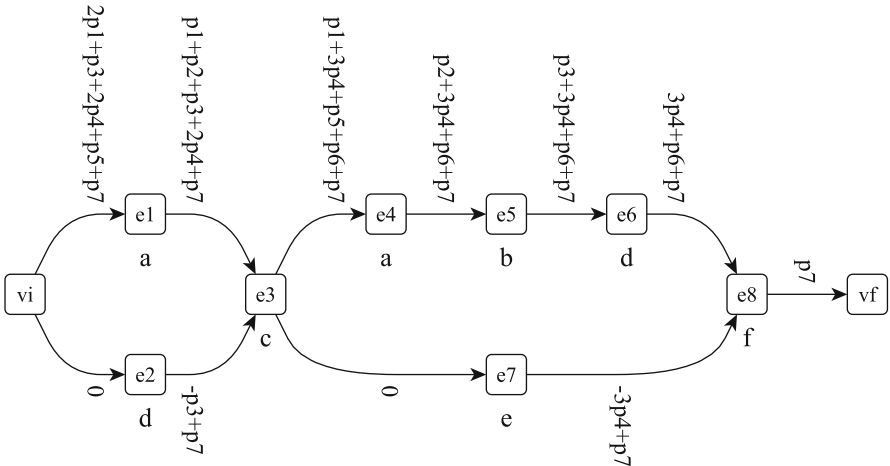 2p1+p3+2p4+p5+p7
p1+p2+p3+2p4+p7
p1+3p4+p5+p6+p7
p2+3p4+p6+p7
p3+3p4+p6+p7
3p4+p6+p7
e1
e4
e5
e6
a
a
b
d
p7
vi
e3
e8
vf
c
f
e2
e7
0
d
-p3+p7
0
e
-3p4+p7